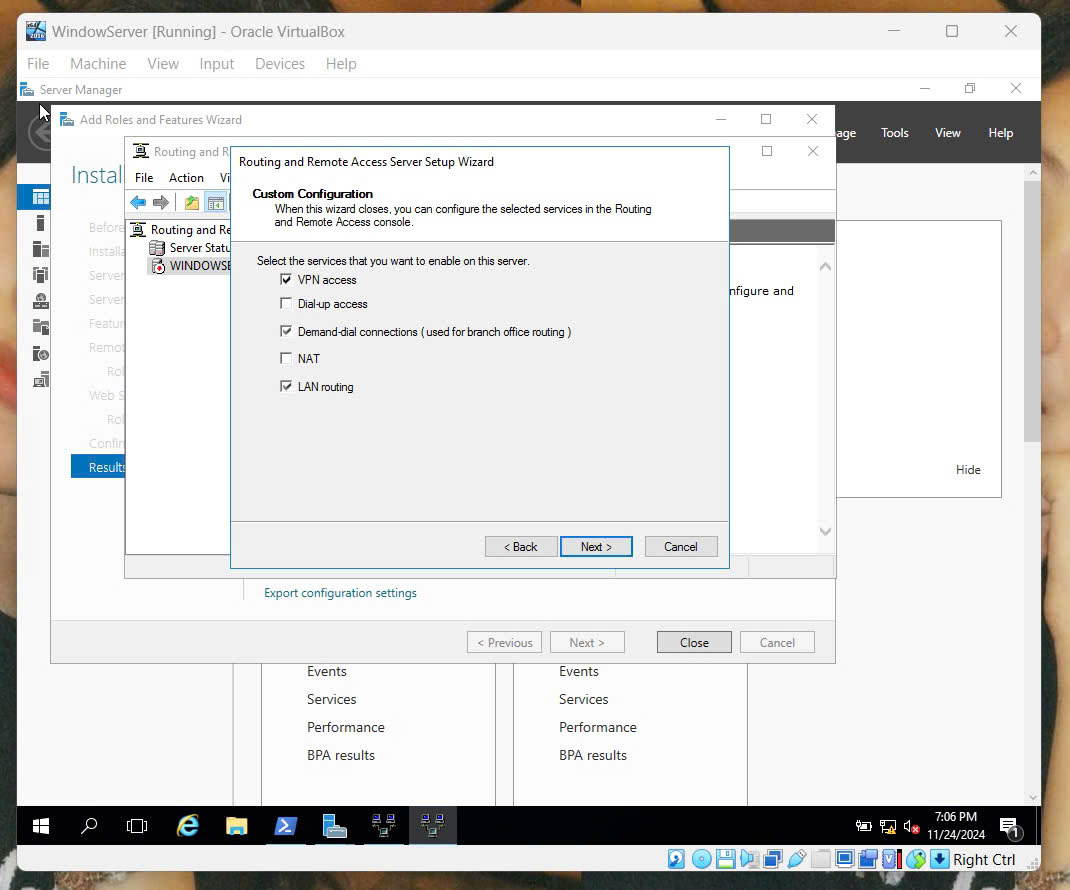 WindowServer [Running] - Oracle VirtualBox
File Machine View Input Devices Help
Server Manager
Add Roles and Features Wizard
age Tools View Help
Instal
Routing and R
File Action Vi
Routing and Remote Access Server Setup Wizard
Custom Configuration
When this wizard closes, you can configure the selected services in the Routing
and Remote Access console.
Before
Installa
Server
Server
Featur
Remot
Rol
Web S
Rol
Confir
Results
Routing and Re
Server Statu
WINDOWSE
nfigure and
Select the services that you want to enable on this server.
VPN access
Dial-up access
Demand-dial connections ( used for branch office routing )
NAT
LAN routing
< Back Next > Cancel
Hide
Export configuration settings
< Previous Next > Close Cancel
Events Events
Services Services
Performance Performance
BPA results BPA results
7:06 PM
11/24/2024
1
Right Ctrl